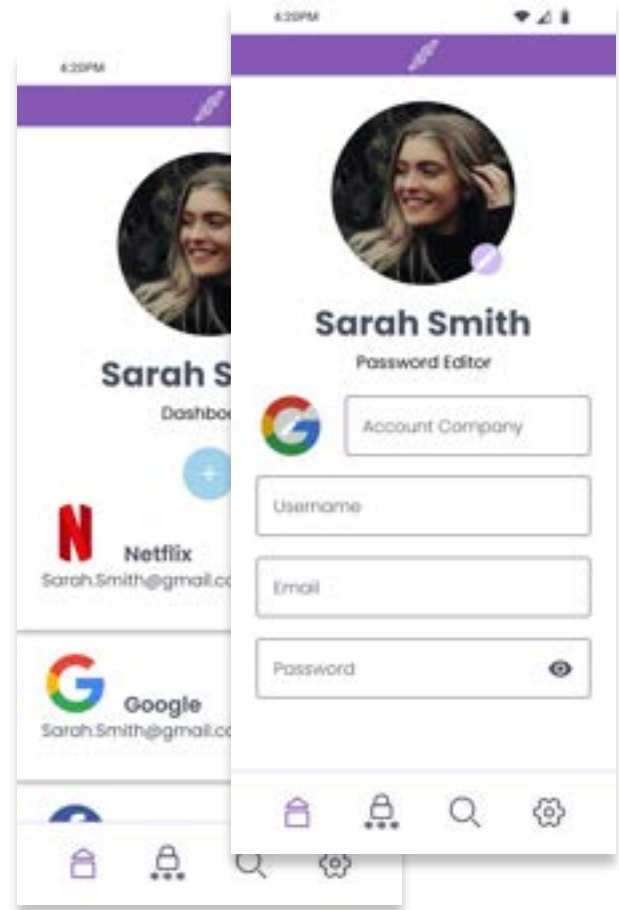 4:20PM
Sarah S
Dashbo
Netflix
Sarah.Smith@gmail.co
Google
Sarah.Smith@gmail.co
4:20PM
Sarah Smith
Password Editor
Account Company
Username
Email
Password